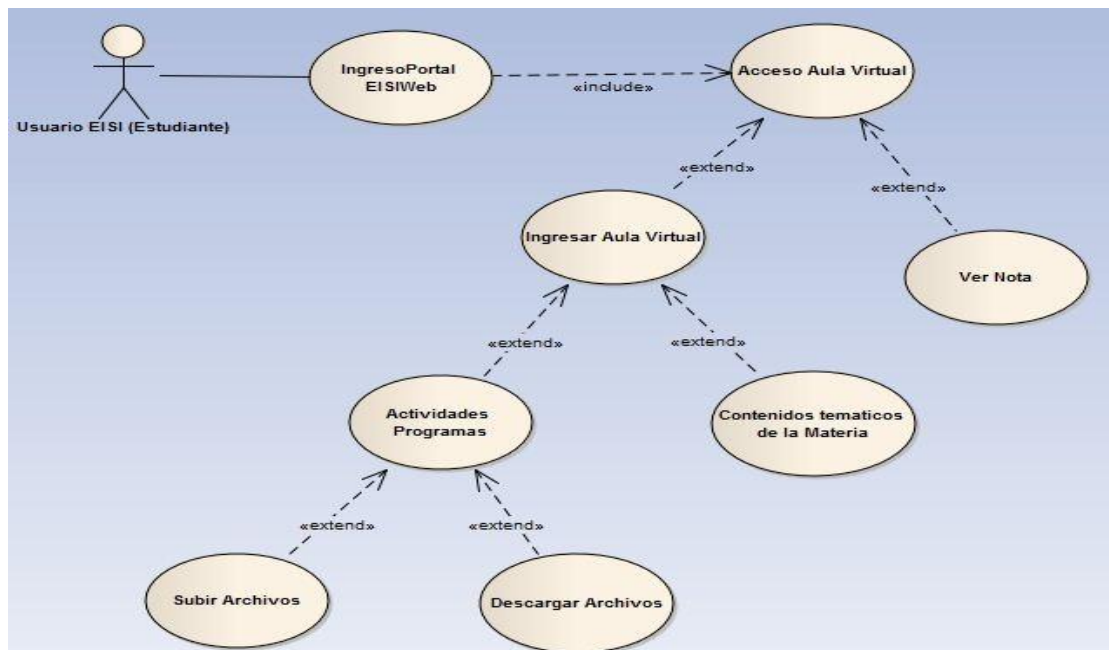 IngresoPortal
EISIWeb
«include»
Acceso Aula Virtual
Usuario EISI (Estudiante)
«extend»
«extend»
Ingresar Aula Virtual
Ver Nota
«extend»
«extend»
Actividades
Programas
Contenidos tematicos
de la Materia
«extend»
«extend»
Subir Archivos
Descargar Archivos